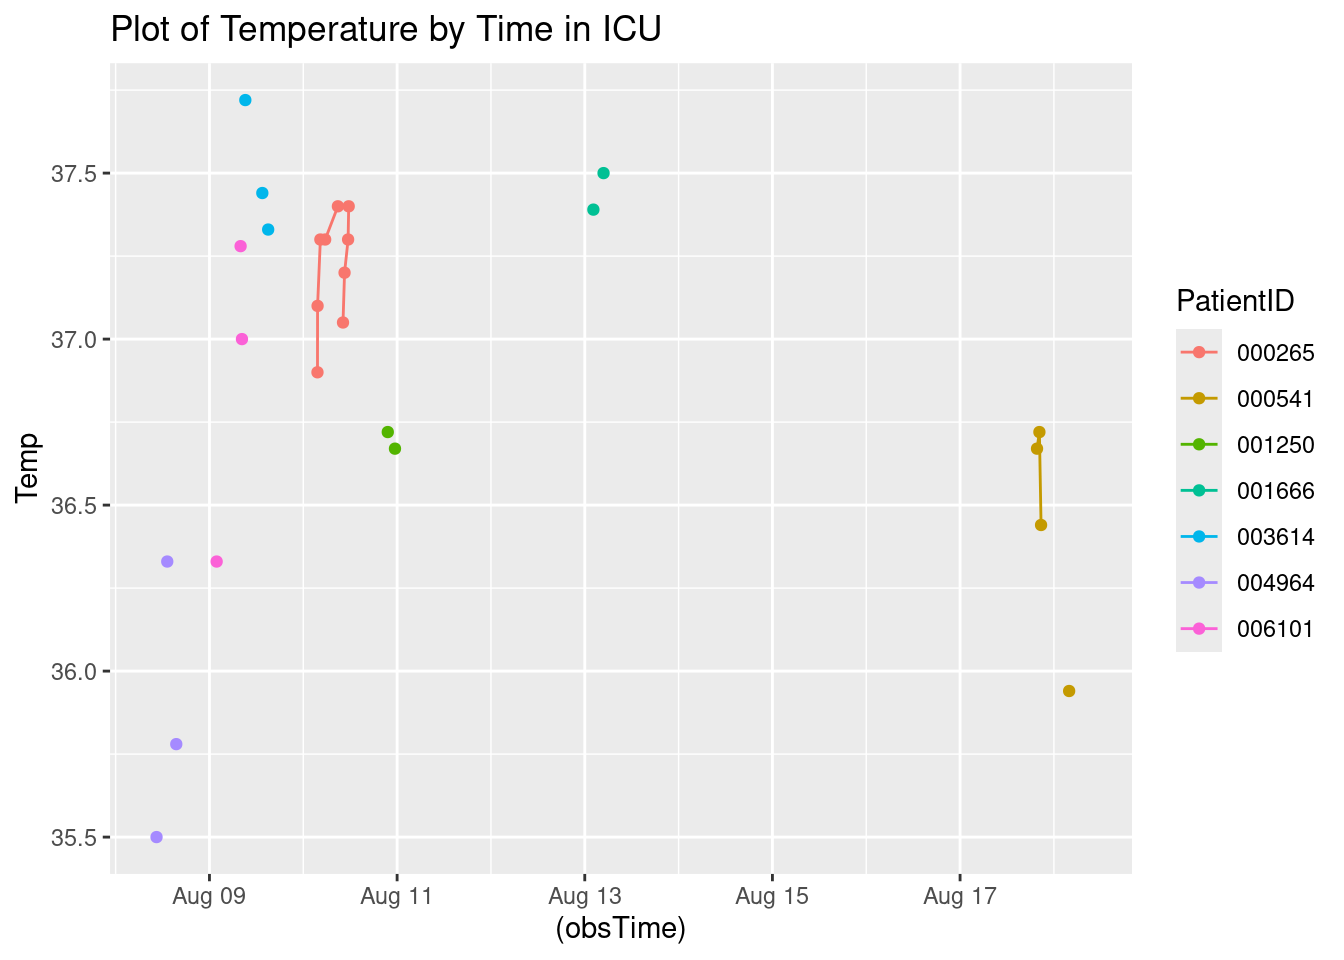 Plot of Temperature by Time in ICU
Temp
37.5
37.0
36.5
36.0
35.5
Aug 09
Aug 11
Aug 13
Aug 15
Aug 17
(obsTime)
PatientID
000265
000541
001250
001666
003614
004964
006101